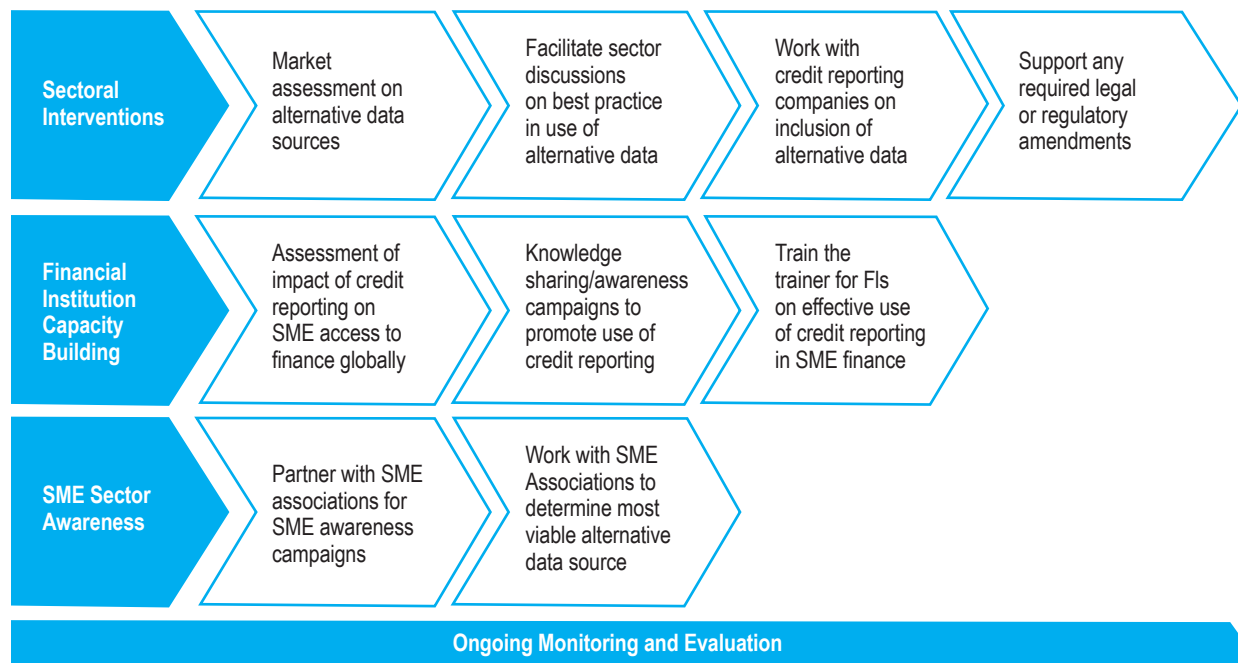 Sectoral
Interventions
Market
assessment on
alternative data
sources
Facilitate sector
discussions
on best practice
in use of
alternative data
Work with
credit reporting
companies on
inclusion of
alternative data
Support any
required legal
or regulatory
amendments
Financial
Institution
Capacity
Building
Assessment of
impact of credit
reporting on
SME access to
finance globally
Knowledge
sharing/awareness
campaigns to
promote use of
credit reporting
Train the
trainer for FIs
on effective use
of credit reporting
in SME finance
SME Sector
Awareness
Partner with SME
associations for
SME awareness
campaigns
Work with SME
Associations to
determine most
viable alternative
data source
Ongoing Monitoring and Evaluation